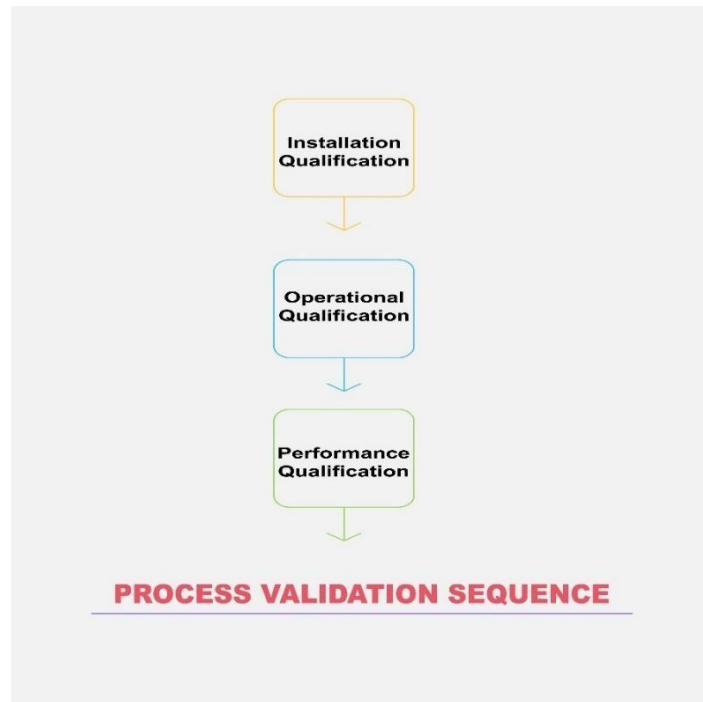 Installation
Qualification
Operational
Qualification
Performance
Qualification
PROCESS VALIDATION SEQUENCE